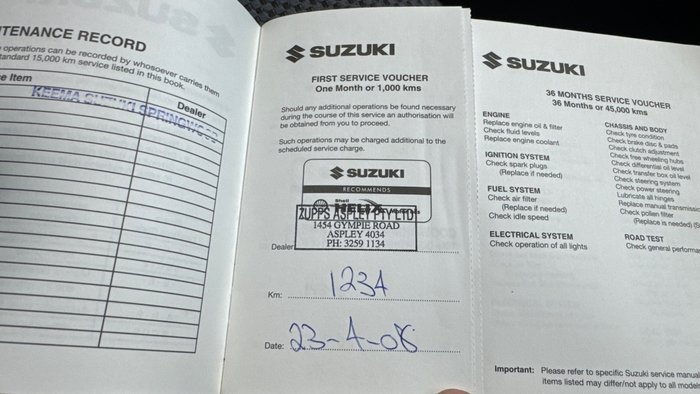 TENANCE RECORD
operations can be recorded by whosoever carries them
tandard 15,000 km service listed in this book.
e Item
Dealer
KEEMA SUZUKI SPRINGWOOD
SUZUKI
FIRST SERVICE VOUCHER
One Month or 1,000 kms
Should any additional operations be found necessary
during the course of this service an authorisation will
be obtained from you to proceed.
Such operations may be charged additional to the
scheduled service charge.
SUZUKI
RECOMMENDS
Shell
HELIX
ZUPPS ASPLEY PTY LTD
1454 GYMPIE ROAD
ASPLEY 4034
PH: 3259 1134
Dealer
Km: 1234
Date: 23-4-08
SUZUKI
36 MONTHS SERVICE VOUCHER
36 Months or 45,000 kms
ENGINE
Replace engine oil & filter
Check fluid levels
Replace engine coolant
IGNITION SYSTEM
Check spark plugs
(Replace if needed)
FUEL SYSTEM
Check air filter
(Replace if needed)
Check idle speed
ELECTRICAL SYSTEM
Check operation of all lights
CHASSIS AND BODY
Check tyre condition
Check brake disc & pads
Check clutch adjustment
Check free wheeling hubs
Check differential oil level
Check transfer box oil level
Check steering system
Check power steering
Lubricate all hinges
Replace manual transmission
Check pollen filter
(Replace is needed) (S
ROAD TEST
Check general performa
Important: Please refer to specific Suzuki service manual
items listed may differ/not apply to all model